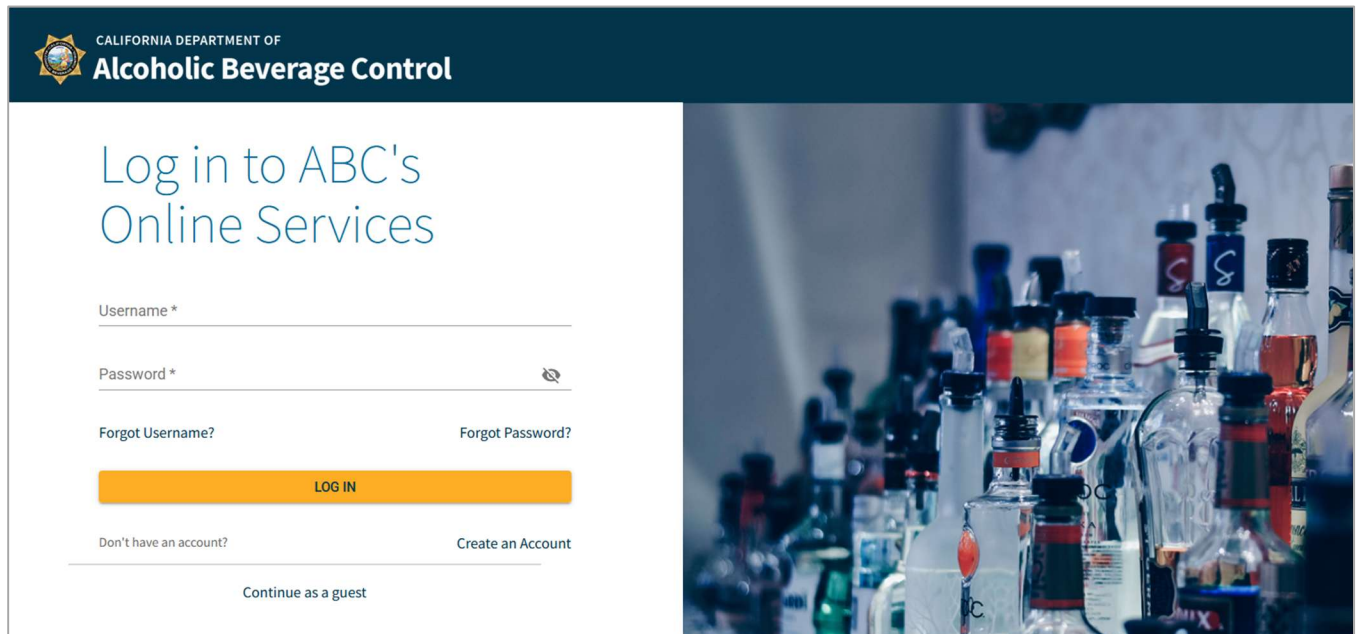 CALIFORNIA DEPARTMENT OF
Alcoholic Beverage Control
Log in to ABC's
Online Services
Username *
Password *
Forgot Username? Forgot Password?
LOG IN
Don't have an account? Create an Account
Continue as a guest